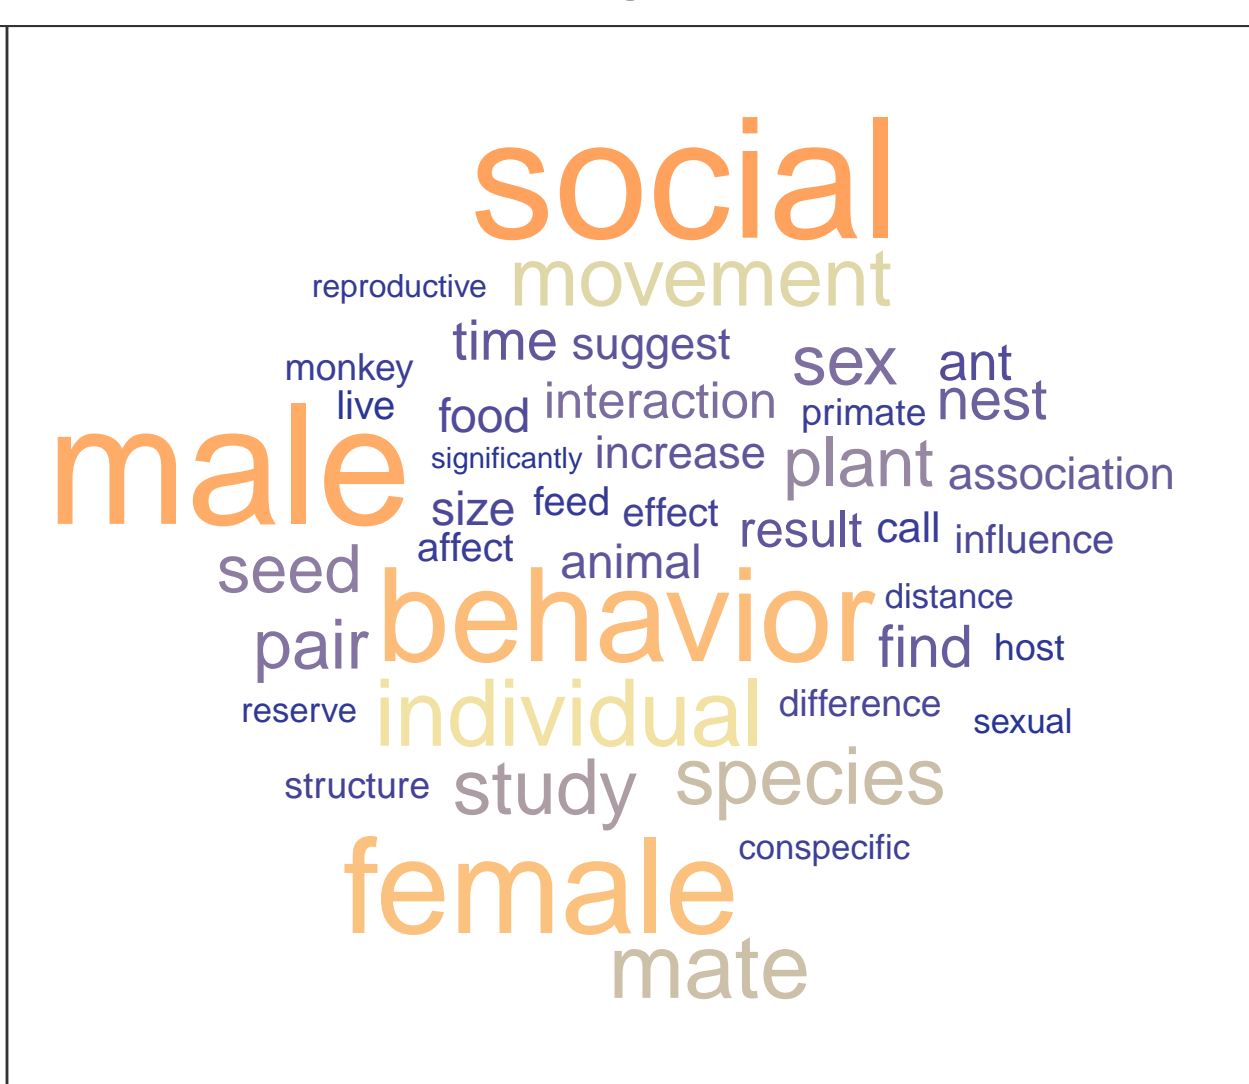 social
reproductive movement
time suggest
monkey sex ant
live food interaction primate nest
male significantly increase plant association
size feed effect result call influence
affect animal
seed behavior distance
pair find host
reserve individual difference sexual
structure study species
female conspecific
mate